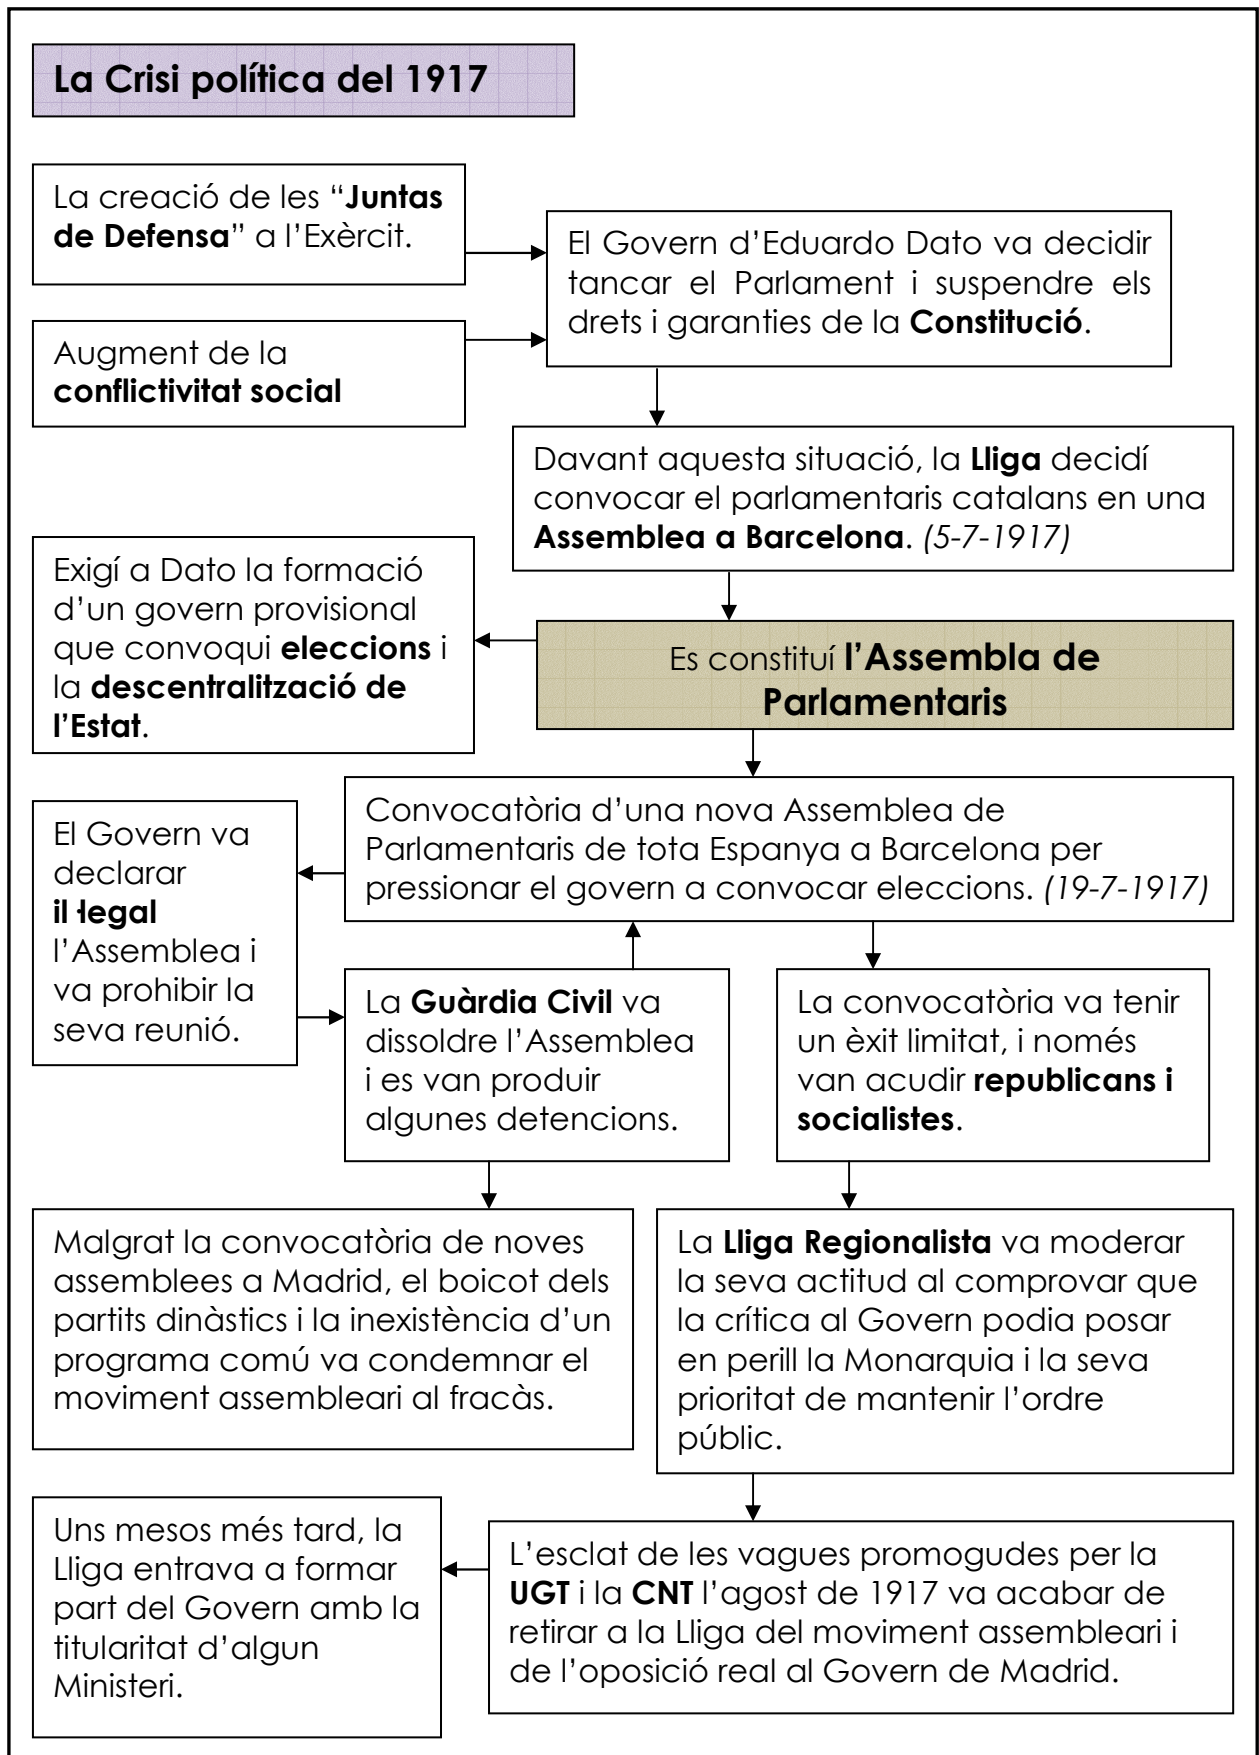 La Crisi política del 1917
La creació de les “Juntas
de Defensa” a l’Exèrcit.
El Govern d’Eduardo Dato va decidir
tancar el Parlament i suspendre els
drets i garanties de la Constitució.
Augment de la
conflictivitat social
Davant aquesta situació, la Lliga decidí
convocar el parlamentaris catalans en una
Assemblea a Barcelona. (5-7-1917)
Exigí a Dato la formació
d’un govern provisional
que convoqui eleccions i
la descentralització de
l’Estat.
Es constituí l’Assembla de
Parlamentaris
Convocatòria d’una nova Assemblea de
Parlamentaris de tota Espanya a Barcelona per
pressionar el govern a convocar eleccions. (19-7-1917)
El Govern va
declarar
il·legal
l’Assemblea i
va prohibir la
seva reunió.
La Guàrdia Civil va
dissoldre l’Assemblea
i es van produir
algunes detencions.
La convocatòria va tenir
un èxit limitat, i només
van acudir republicans i
socialistes.
Malgrat la convocatòria de noves
assemblees a Madrid, el boicot dels
partits dinàstics i la inexistència d’un
programa comú va condemnar el
moviment assembleari al fracàs.
La Lliga Regionalista va moderar
la seva actitud al comprovar que
la crítica al Govern podia posar
en perill la Monarquia i la seva
prioritat de mantenir l’ordre
públic.
Uns mesos més tard, la
Lliga entrava a formar
part del Govern amb la
titularitat d’algun
Ministeri.
L’esclat de les vagues promogudes per la
UGT i la CNT l’agost de 1917 va acabar de
retirar a la Lliga del moviment assembleari i
de l’oposició real al Govern de Madrid.